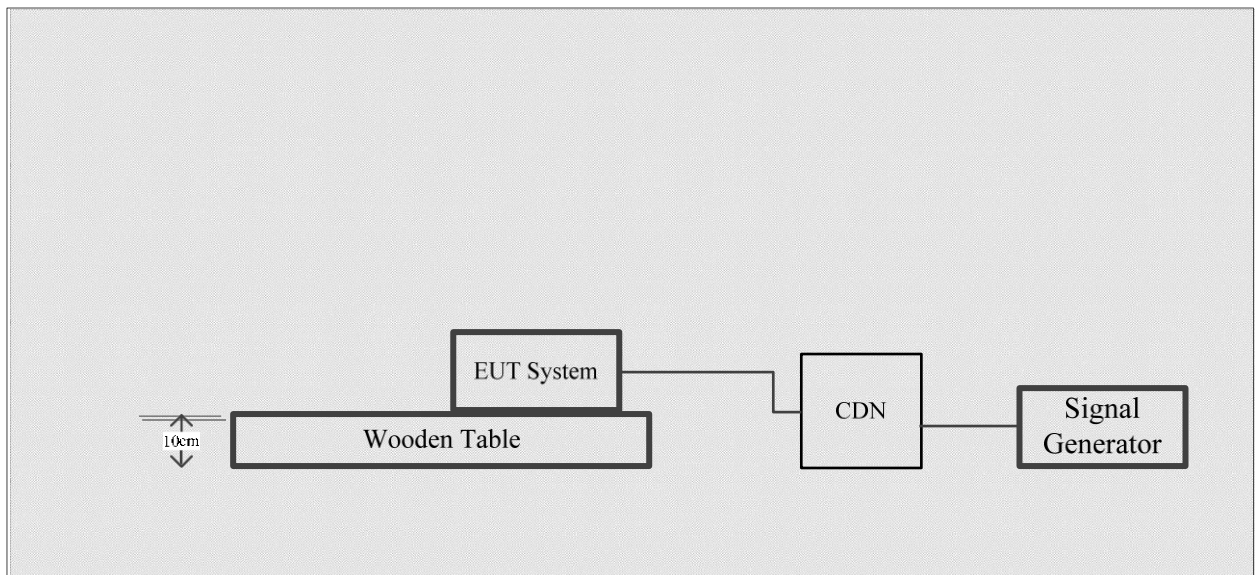 EUT System
CDN
Signal
Generator
10cm
Wooden Table